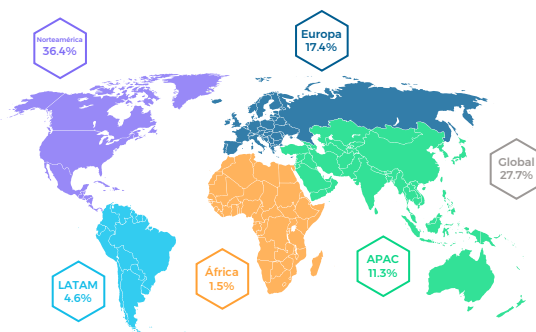 Norteamérica
36.4%
Europa
17.4%
Global
27.7%
LATAM
4.6%
África
1.5%
APAC
11.3%